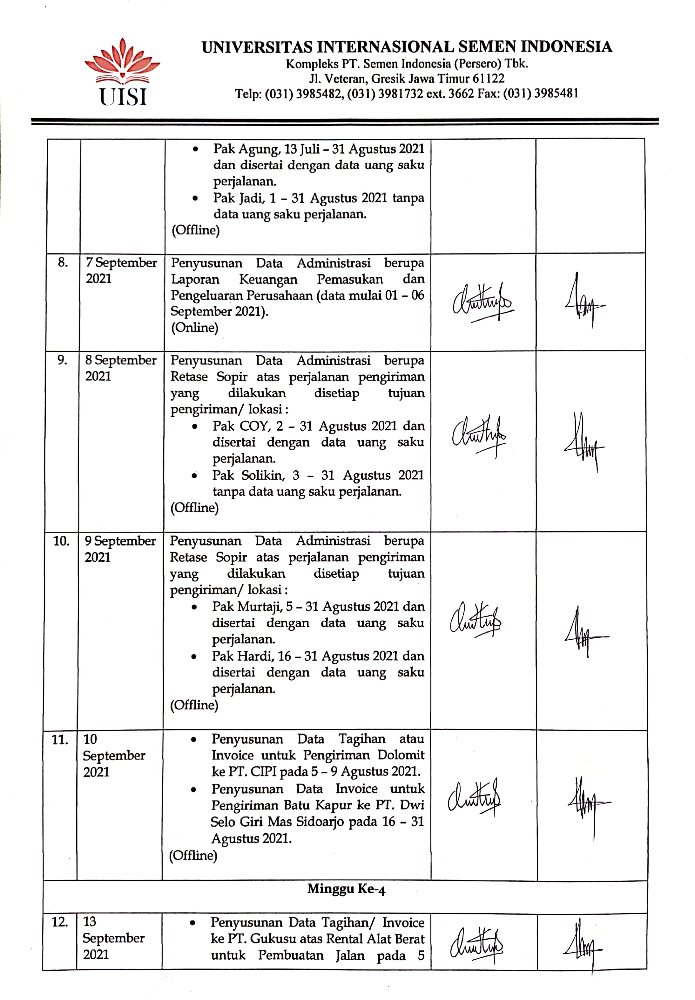 UISI
UNIVERSITAS INTERNASIONAL SEMEN INDONESIA
Kompleks PT. Semen Indonesia (Persero) Tbk.
Jl. Veteran, Gresik Jawa Timur 61122
Telp: (031) 3985482, (031) 3981732 ext. 3662 Fax: (031) 3985481
• Pak Agung, 13 Juli – 31 Agustus 2021
dan disertai dengan data uang saku
perjalanan.
• Pak Jadi, 1 – 31 Agustus 2021 tanpa
data uang saku perjalanan.
(Offline)
8. 7 September Penyusunan Data Administrasi berupa
2021 Laporan Keuangan Pemasukan dan
Pengeluaran Perusahaan (data mulai 01 – 06
September 2021).
(Online)
9. 8 September Penyusunan Data Administrasi berupa
2021 Retase Sopir atas perjalanan pengiriman
yang dilakukan disetiap tujuan
pengiriman/ lokasi :
• Pak COY, 2 – 31 Agustus 2021 dan
disertai dengan data uang saku
perjalanan.
• Pak Solikin, 3 – 31 Agustus 2021
tanpa data uang saku perjalanan.
(Offline)
10. 9 September Penyusunan Data Administrasi berupa
2021 Retase Sopir atas perjalanan pengiriman
yang dilakukan disetiap tujuan
pengiriman/ lokasi :
• Pak Murtaji, 5 – 31 Agustus 2021 dan
disertai dengan data uang saku
perjalanan.
• Pak Hardi, 16 – 31 Agustus 2021 dan
disertai dengan data uang saku
perjalanan.
(Offline)
11. 10 • Penyusunan Data Tagihan atau
September Invoice untuk Pengiriman Dolomit
2021 ke PT. CIPI pada 5 – 9 Agustus 2021.
• Penyusunan Data Invoice untuk
Pengiriman Batu Kapur ke PT. Dwi
Selo Giri Mas Sidoarjo pada 16 – 31
Agustus 2021.
(Offline)
Minggu Ke-4
12. 13 • Penyusunan Data Tagihan/ Invoice
September ke PT. Gukusu atas Rental Alat Berat
2021 untuk Pembuatan Jalan pada 5